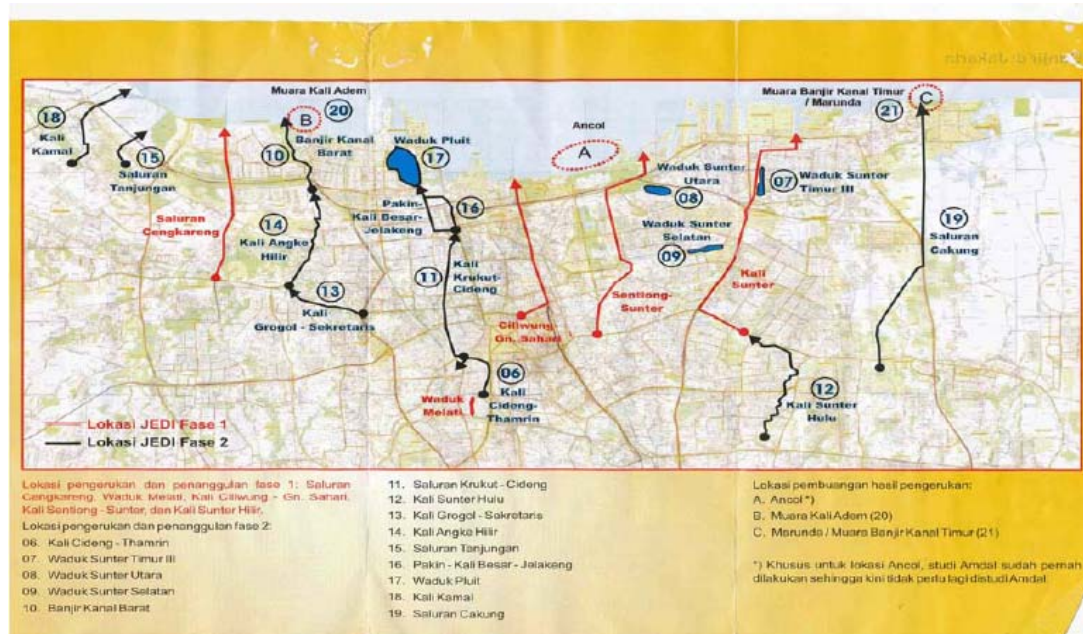 Banjir di Jakarta
Muara Kali Adem
20
B
Banjir Kanal
Barat
10
18
Kali
Kamal
15
Saluran
Tanjungan
Saluran
Cengkareng
14
Kali Angke
Hilir
13
Kali
Grogol - Sekretaris
Waduk Pluit
17
Pakin-
Kali Besar-
Jelakeng
16
11
Kali
Krukut-
Cideng
06
Kali
Cideng-
Thamrin
Waduk
Melati
Ciliwung
Gn. Sahari
Ancol
A
Sentiong-
Sunter
Waduk Sunter
Utara
08
Waduk Sunter
Selatan
09
07
Waduk Sunter
Timur III
Kali
Sunter
12
Kali Sunter
Hulu
Muara Banjir Kanal Timur
/ Marunda
21
C
19
Saluran
Cakung
Lokasi JEDI Fase 1
Lokasi JEDI Fase 2
Lokasi pengerukan dan penanggulan fase 1: Saluran
Cengkareng, Waduk Melati, Kali Ciliwung - Gn. Sahari,
Kali Sentiong - Sunter, dan Kali Sunter Hilir.
Lokasi pengerukan dan penanggulan fase 2:
06. Kali Cideng - Thamrin
07. Waduk Sunter Timur III
08. Waduk Sunter Utara
09. Waduk Sunter Selatan
10. Banjir Kanal Barat
11. Saluran Krukut - Cideng
12. Kali Sunter Hulu
13. Kali Grogol - Sekretaris
14. Kali Angke Hilir
15. Saluran Tanjungan
16. Pakin - Kali Besar - Jelakeng
17. Waduk Pluit
18. Kali Kamal
19. Saluran Cakung
Lokasi pembuangan hasil pengerukan:
A. Ancol *)
B. Muara Kali Adem (20)
C. Marunda / Muara Banjir Kanal Timur (21)
*) Khusus untuk lokasi Ancol, studi Amdal sudah pernah
dilakukan sehingga kini tidak perlu lagi distudi Amdal.